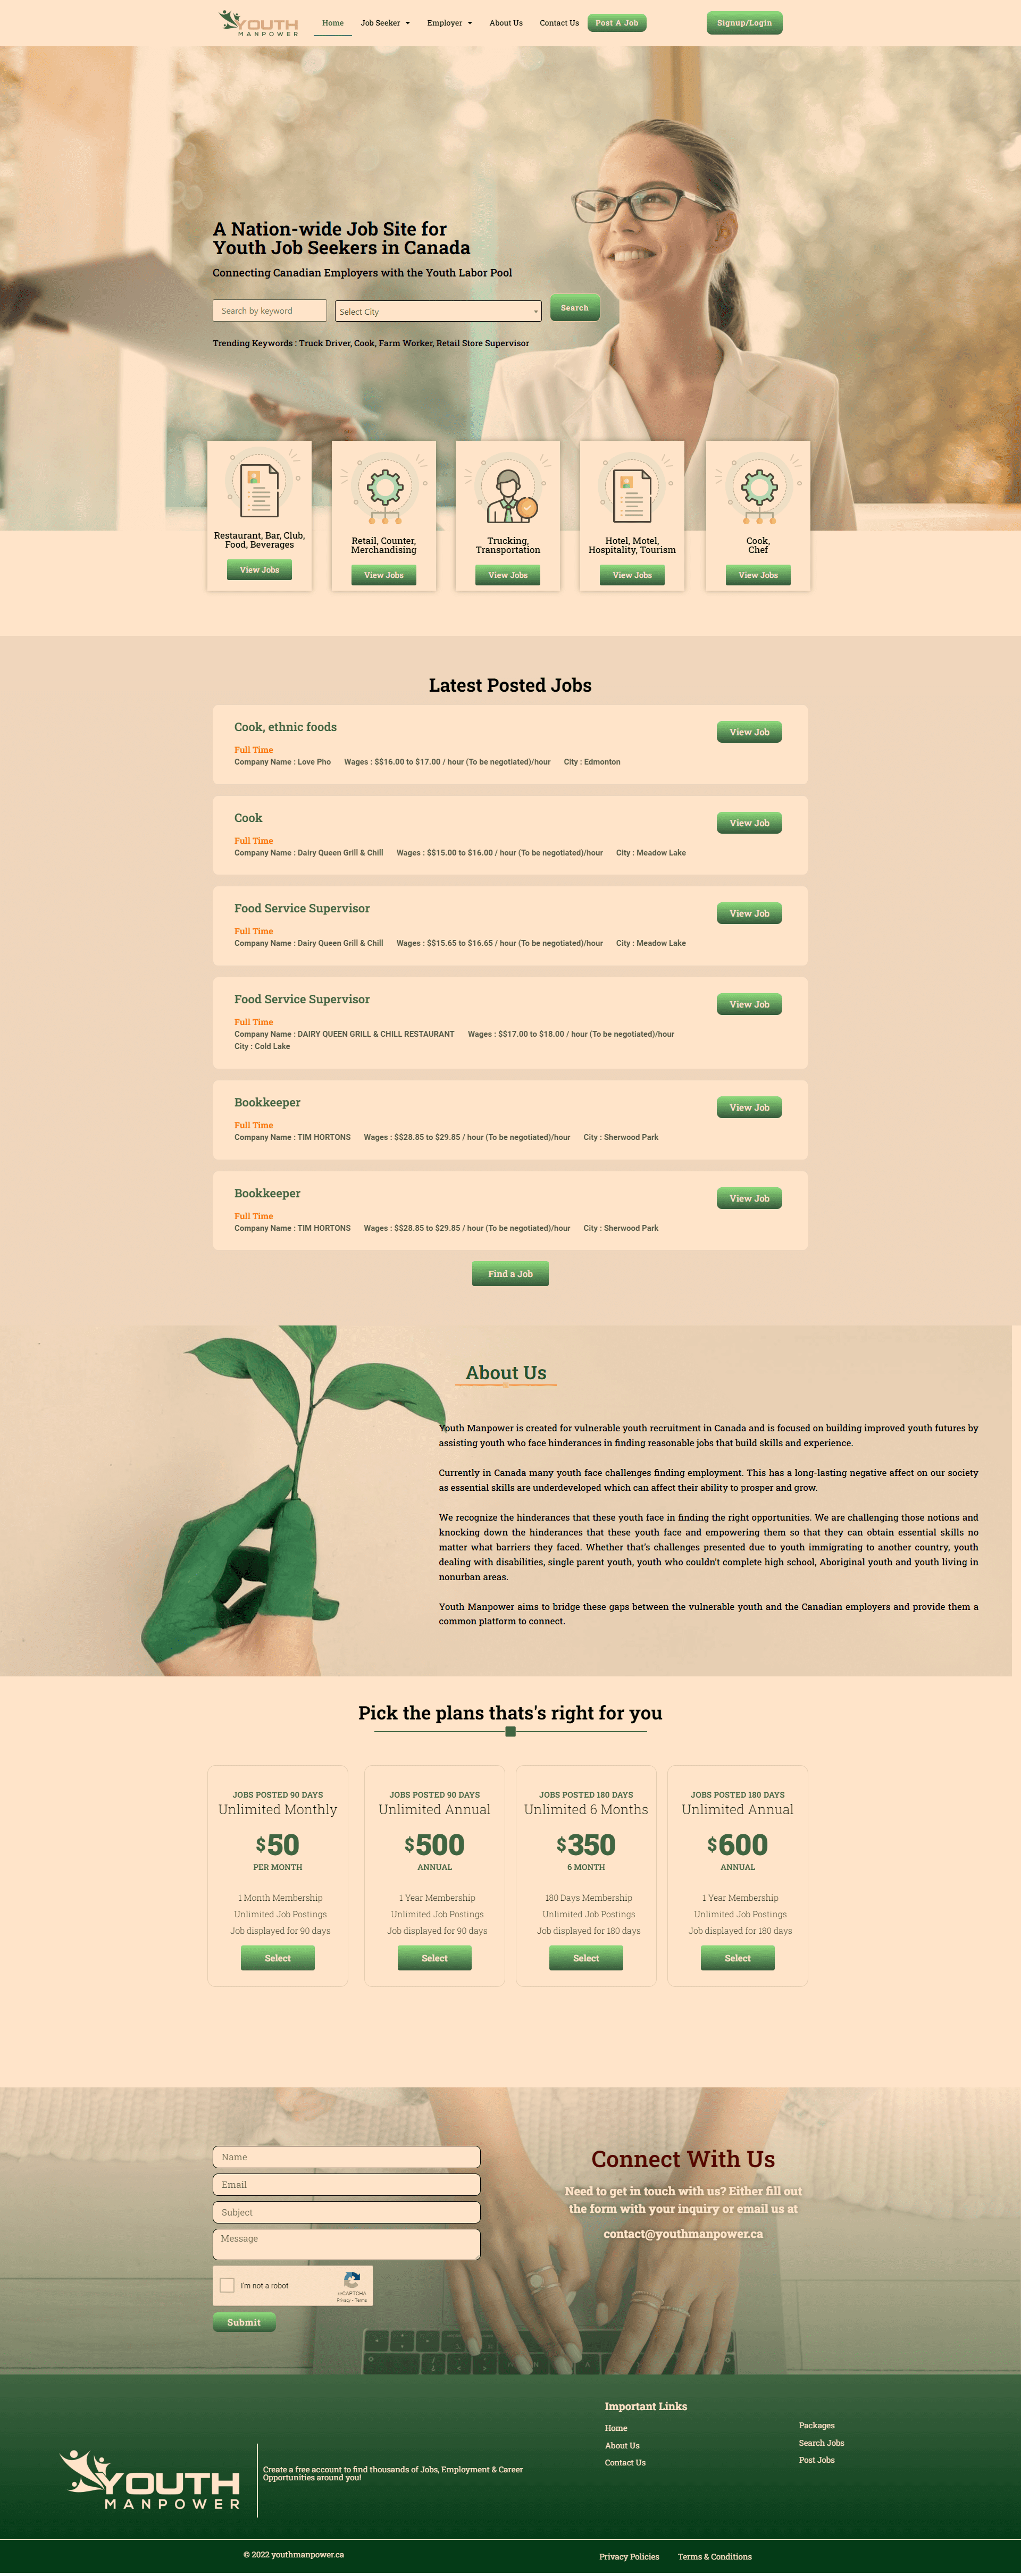 YOUTH
MANPOWER
Home
Job Seeker
Employer
About Us
Contact Us
Post A Job
Signup/Login
A Nation-wide Job Site for
Youth Job Seekers in Canada
Connecting Canadian Employers with the Youth Labor Pool
Search by keyword
Select City
Search
Trending Keywords : Truck Driver, Cook, Farm Worker, Retail Store Supervisor
Restaurant, Bar, Club,
Food, Beverages
View Jobs
Retail, Counter,
Merchandising
View Jobs
Trucking,
Transportation
View Jobs
Hotel, Motel,
Hospitality, Tourism
View Jobs
Cook,
Chef
View Jobs
Latest Posted Jobs
Cook, ethnic foods
View Job
Full Time
Company Name : Love Pho Wages : $$16.00 to $17.00 / hour (To be negotiated)/hour City : Edmonton
Cook
View Job
Full Time
Company Name : Dairy Queen Grill & Chill Wages : $$15.00 to $16.00 / hour (To be negotiated)/hour City : Meadow Lake
Food Service Supervisor
View Job
Full Time
Company Name : Dairy Queen Grill & Chill Wages : $$15.65 to $16.65 / hour (To be negotiated)/hour City : Meadow Lake
Food Service Supervisor
View Job
Full Time
Company Name : DAIRY QUEEN GRILL & CHILL RESTAURANT Wages : $$17.00 to $18.00 / hour (To be negotiated)/hour
City : Cold Lake
Bookkeeper
View Job
Full Time
Company Name : TIM HORTONS Wages : $$28.85 to $29.85 / hour (To be negotiated)/hour City : Sherwood Park
Bookkeeper
View Job
Full Time
Company Name : TIM HORTONS Wages : $$28.85 to $29.85 / hour (To be negotiated)/hour City : Sherwood Park
Find a Job
About Us
Youth Manpower is created for vulnerable youth recruitment in Canada and is focused on building improved youth futures by
assisting youth who face hinderances in finding reasonable jobs that build skills and experience.
Currently in Canada many youth face challenges finding employment. This has a long-lasting negative affect on our society
as essential skills are underdeveloped which can affect their ability to prosper and grow.
We recognize the hinderances that these youth face in finding the right opportunities. We are challenging those notions and
knocking down the hinderances that these youth face and empowering them so that they can obtain essential skills no
matter what barriers they faced. Whether that's challenges presented due to youth immigrating to another country, youth
dealing with disabilities, single parent youth, youth who couldn't complete high school, Aboriginal youth and youth living in
nonurban areas.
Youth Manpower aims to bridge these gaps between the vulnerable youth and the Canadian employers and provide them a
common platform to connect.
Pick the plans thats's right for you
JOBS POSTED 90 DAYS
Unlimited Monthly
$50
PER MONTH
1 Month Membership
Unlimited Job Postings
Job displayed for 90 days
Select
JOBS POSTED 90 DAYS
Unlimited Annual
$500
ANNUAL
1 Year Membership
Unlimited Job Postings
Job displayed for 90 days
Select
JOBS POSTED 180 DAYS
Unlimited 6 Months
$350
6 MONTH
180 Days Membership
Unlimited Job Postings
Job displayed for 180 days
Select
JOBS POSTED 180 DAYS
Unlimited Annual
$600
ANNUAL
1 Year Membership
Unlimited Job Postings
Job displayed for 180 days
Select
Name
Email
Subject
Message
I'm not a robot
reCAPTCHA
Privacy - Terms
Submit
Connect With Us
Need to get in touch with us? Either fill out
the form with your inquiry or email us at
contact@youthmanpower.ca
YOUTH
MANPOWER
Create a free account to find thousands of Jobs, Employment & Career
Opportunities around you!
Important Links
Home
About Us
Contact Us
Packages
Search Jobs
Post Jobs
© 2022 youthmanpower.ca
Privacy Policies
Terms & Conditions